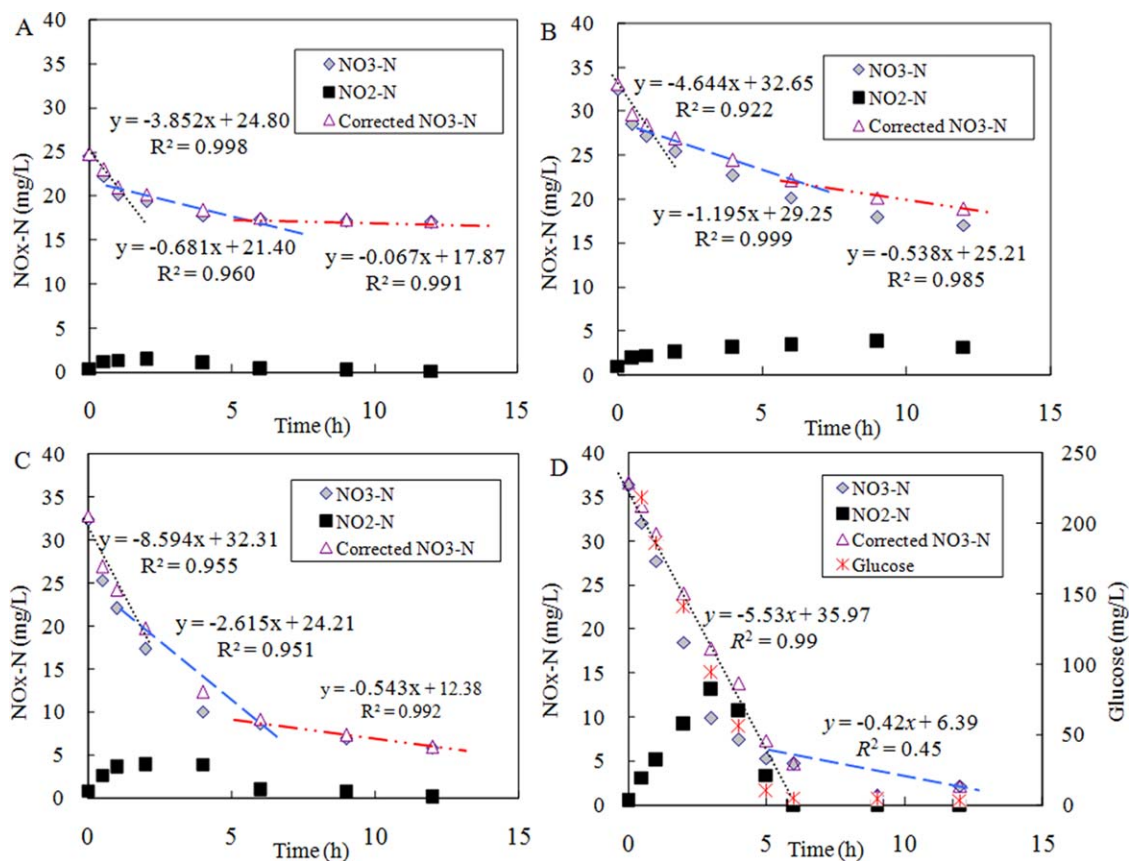 A
NOx-N (mg/L)
40
35
30
25
20
15
10
5
0
NO3-N
NO2-N
Corrected NO3-N
y = -3.852x + 24.80
R² = 0.998
y = -0.681x + 21.40
R² = 0.960
y = -0.067x + 17.87
R² = 0.991
0
5
10
15
Time (h)
B
NOx-N (mg/L)
40
35
30
25
20
15
10
5
0
NO3-N
NO2-N
Corrected NO3-N
y = -4.644x + 32.65
R² = 0.922
y = -1.195x + 29.25
R² = 0.999
y = -0.538x + 25.21
R² = 0.985
0
5
10
15
Time (h)
C
NOx-N (mg/L)
40
35
30
25
20
15
10
5
0
NO3-N
NO2-N
Corrected NO3-N
y = -8.594x + 32.31
R² = 0.955
y = -2.615x + 24.21
R² = 0.951
y = -0.543x + 12.38
R² = 0.992
0
5
10
15
Time (h)
D
NOx-N (mg/L)
40
35
30
25
20
15
10
5
0
NO3-N
NO2-N
Corrected NO3-N
Glucose
y = -5.53x + 35.97
R² = 0.99
y = -0.42x + 6.39
R² = 0.45
250
200
150
100
50
0
Glucose (mg/L)
0
5
10
15
Time (h)